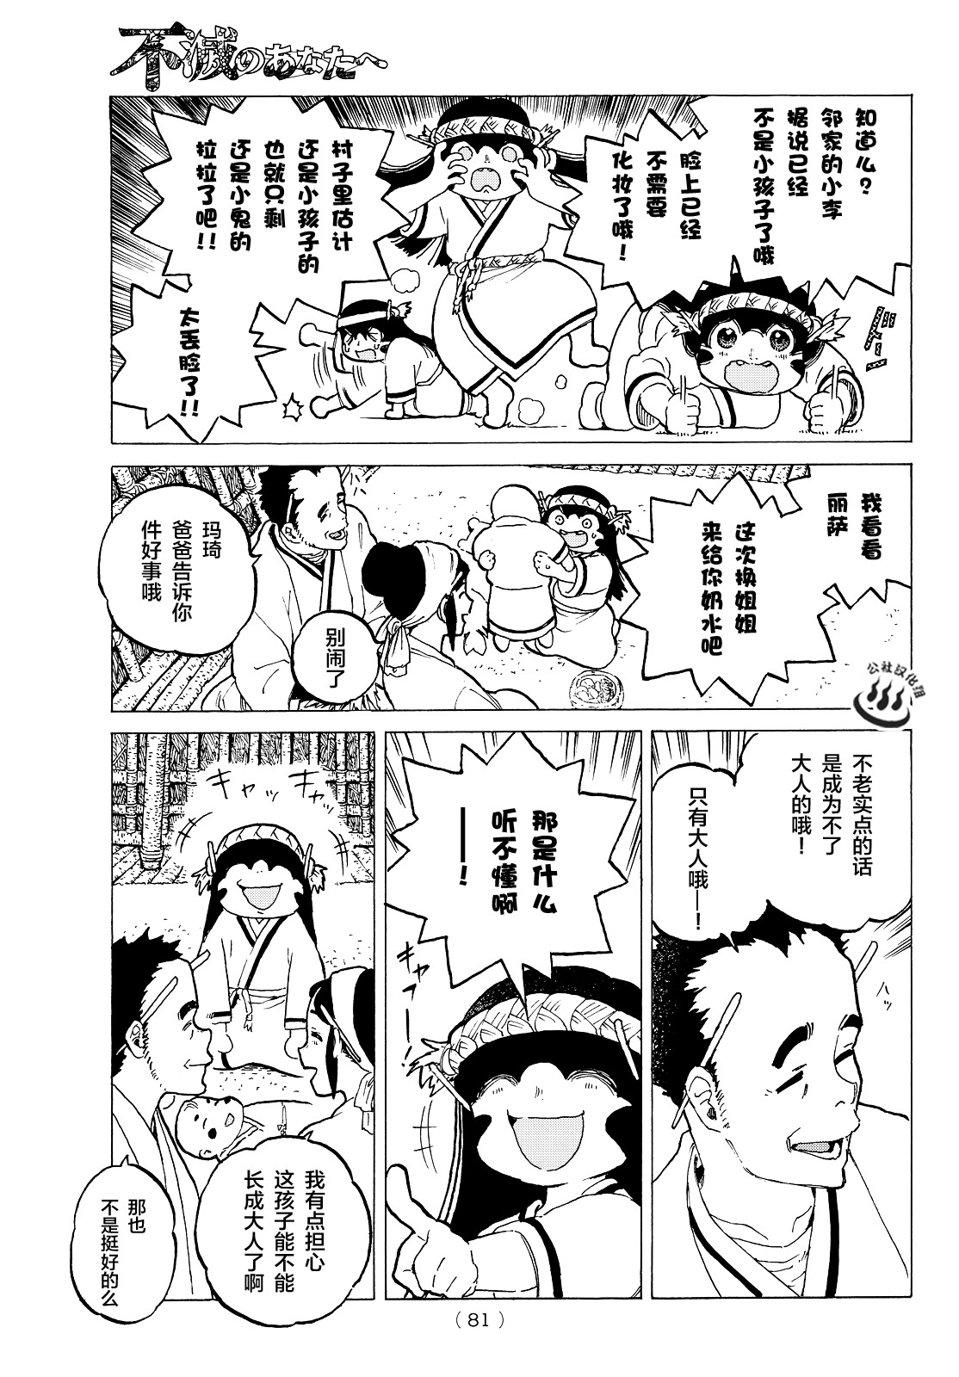 不滅のあなたへ
知道么？
邻家的小李
据说已经
不是小孩子了哦
脸上已经
不需要
化妆了哦！
村子里估计
还是小孩子的
也就只剩
还是小鬼的
拉拉了吧！！
太丢脸了！！
我看看
丽萨
这次换姐姐
来给你奶水吧
玛琦
爸爸告诉你
件好事哦
别闹了
公社汉化组
不老实点的话
是成为不了
大人的哦！
只有大人哦—！
ハッ
那是什么
听不懂啊
——！
キャッ
キャッ
キャッ
我有点担心
这孩子能不能
长成大人了啊
那也
不是挺好的么
（81）